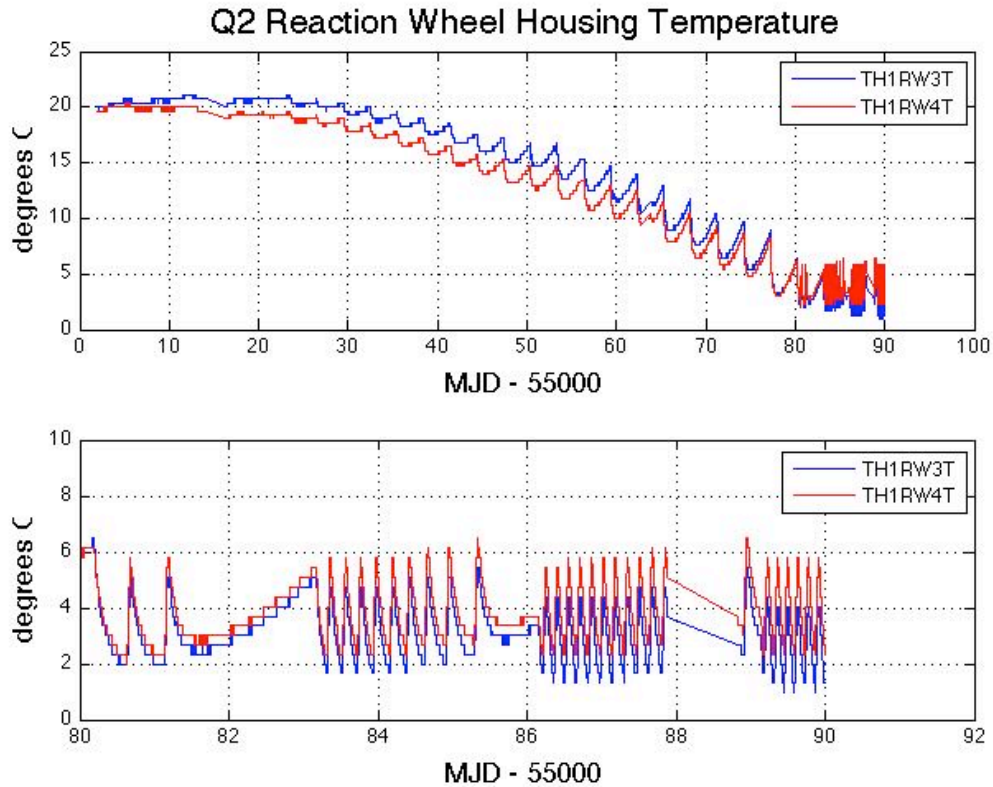 Q2 Reaction Wheel Housing Temperature
25
20
15
10
5
0
degrees C
TH1RW3T
TH1RW4T
0 10 20 30 40 50 60 70 80 90 100
MJD - 55000
10
8
6
4
2
0
degrees C
TH1RW3T
TH1RW4T
80 82 84 86 88 90 92
MJD - 55000